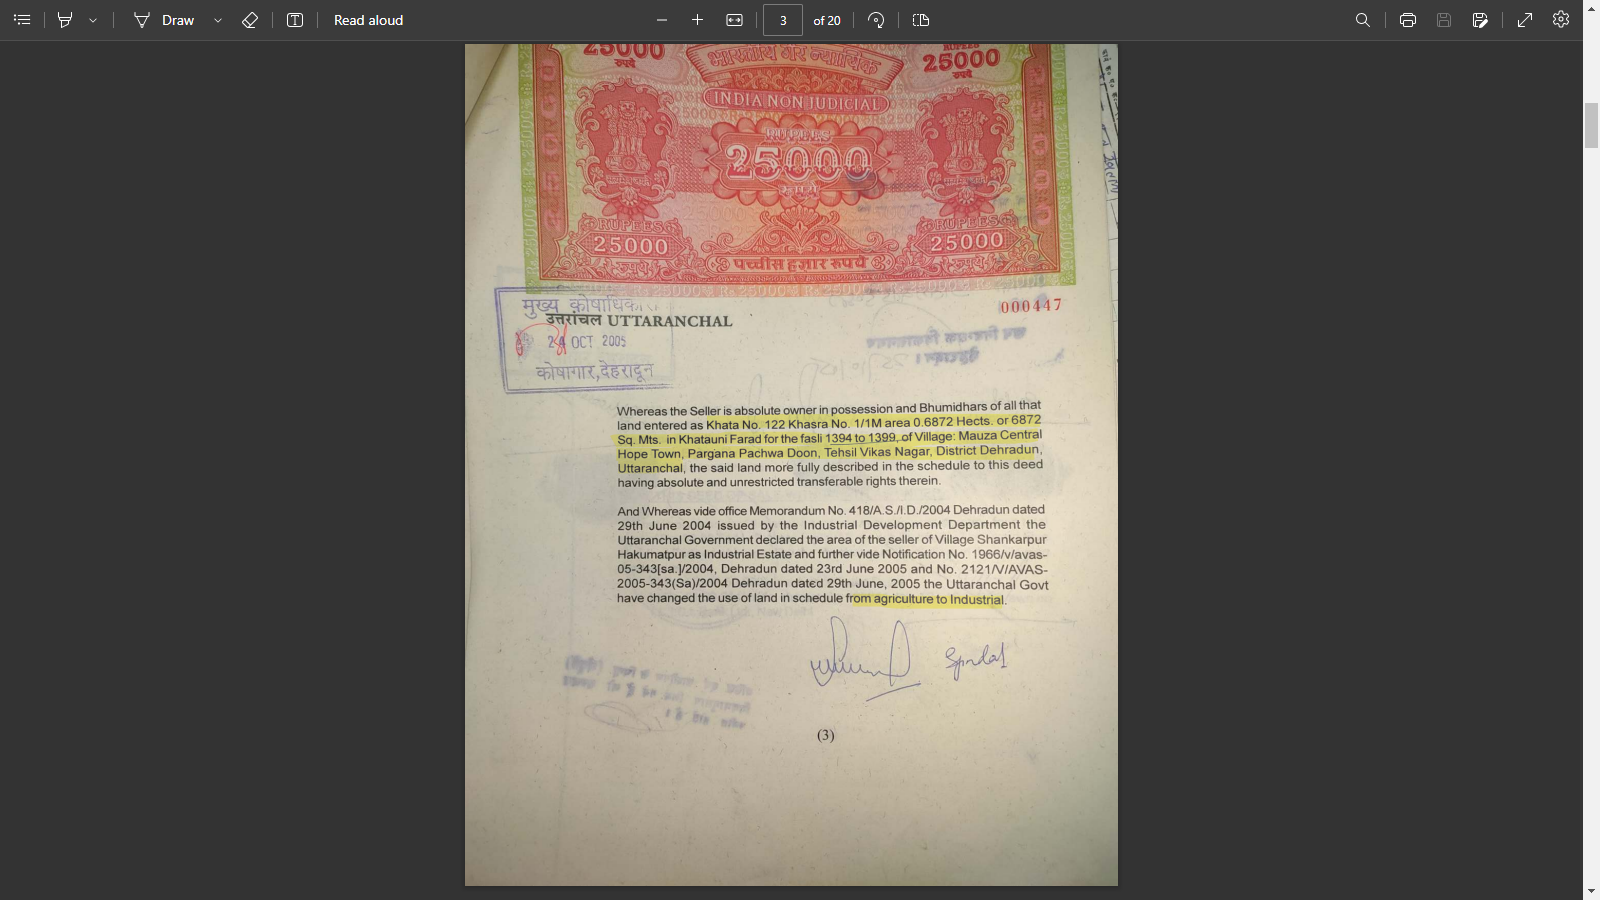 Draw
Read aloud
3
of 20
25000
रुपये
भारतीय गैर न्यायिक
RUPEES
25000
रुपये
INDIA NON JUDICIAL
RUPEES
25000
रुपये
RUPEES
25000
रुपये
RUPEES
25000
रुपये
पच्चीस हज़ार रुपये
000447
मुख्य कोषाधिका
उत्तरांचल UTTARANCHAL
24 OCT 2005
कोषागार,देहरादून
Whereas the Seller is absolute owner in possession and Bhumidhars of all that
land entered as Khata No. 122 Khasra No. 1/1M area 0.6872 Hects. or 6872
Sq. Mts. in Khatauni Farad for the fasli 1394 to 1399, of Village: Mauza Central
Hope Town, Pargana Pachwa Doon, Tehsil Vikas Nagar, District Dehradun,
Uttaranchal, the said land more fully described in the schedule to this deed
having absolute and unrestricted transferable rights therein.
And Whereas vide office Memorandum No. 418/A.S./I.D./2004 Dehradun dated
29th June 2004 issued by the Industrial Development Department the
Uttaranchal Government declared the area of the seller of Village Shankarpur
Hakumatpur as Industrial Estate and further vide Notification No. 1966/v/avas-
05-343[sa.]/2004, Dehradun dated 23rd June 2005 and No. 2121/V/AVAS-
2005-343(Sa)/2004 Dehradun dated 29th June, 2005 the Uttaranchal Govt
have changed the use of land in schedule from agriculture to Industrial.
(3)